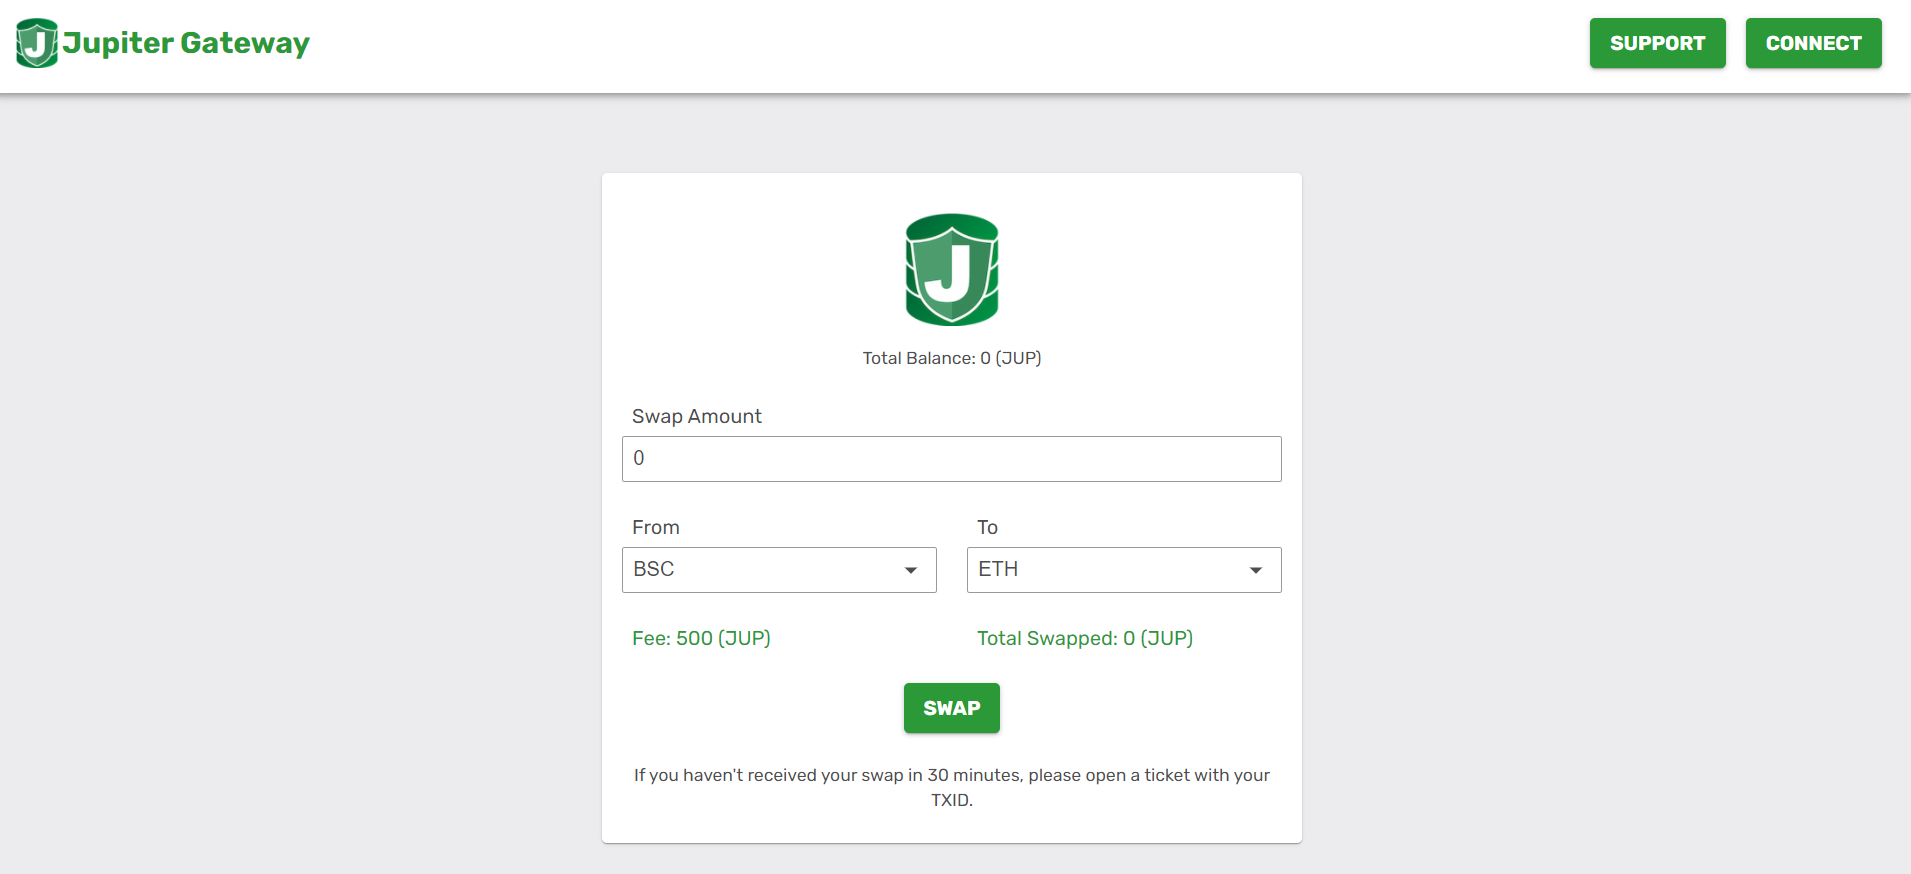 J Jupiter Gateway
SUPPORT
CONNECT
J
Total Balance: 0 (JUP)
Swap Amount
0
From
To
BSC
ETH
Fee: 500 (JUP)
Total Swapped: 0 (JUP)
SWAP
If you haven't received your swap in 30 minutes, please open a ticket with your
TXID.